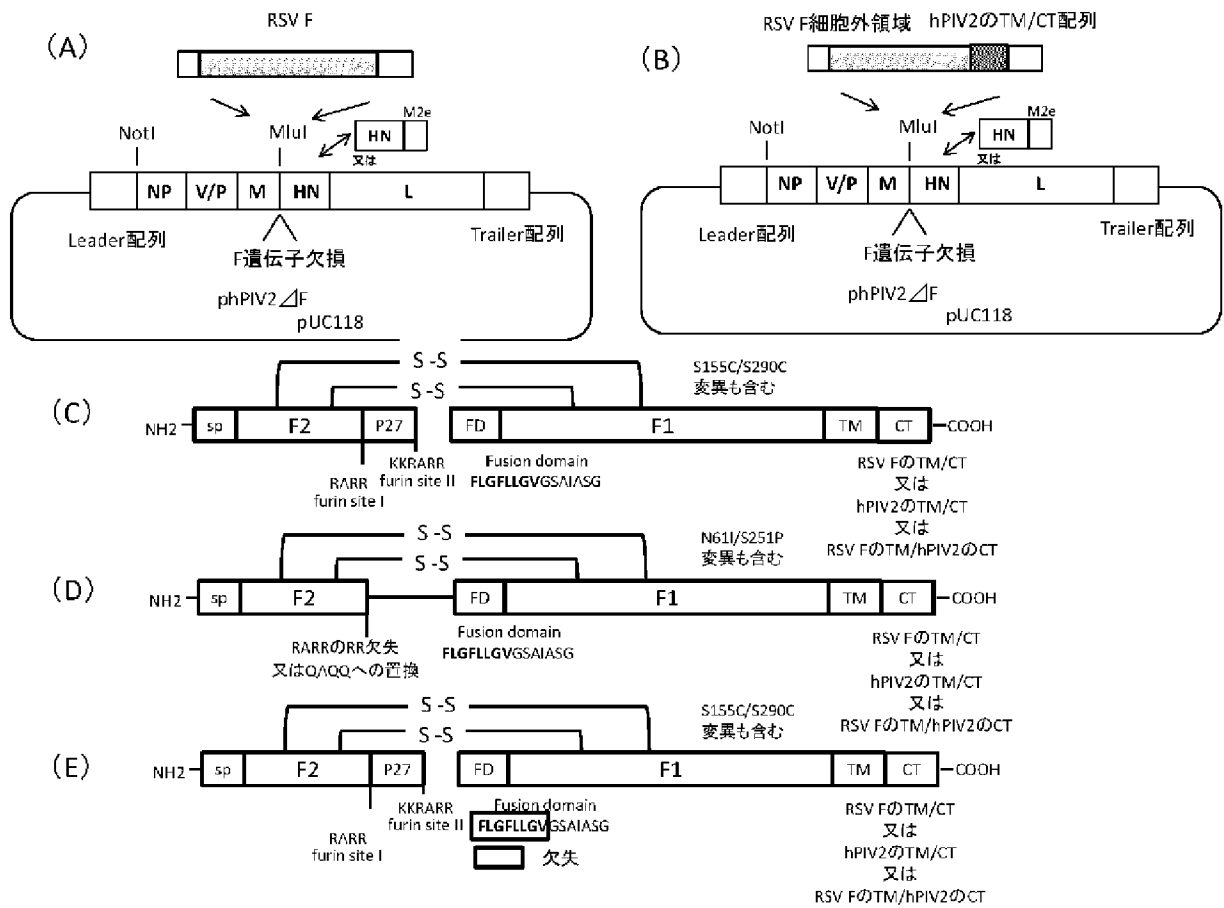 (A)
RSV F
NotI
MluI
HN
M2e
又は
NP V/P M HN L
Leader配列
Trailer配列
F遺伝子欠損
phPIV2⊿F
pUC118
(B)
RSV F細胞外領域 hPIV2のTM/CT配列
NotI
MluI
HN
M2e
又は
NP V/P M HN L
Leader配列
Trailer配列
F遺伝子欠損
phPIV2⊿F
pUC118
(C)
S-S
S-S
S155C/S290C
変異も含む
NH2 sp F2 P27 FD F1 TM CT COOH
KKRARR
furin site II
RARR
furin site I
Fusion domain
FLGFLLGVGSAIASG
RSV FのTM/CT
又は
hPIV2のTM/CT
又は
RSV FのTM/hPIV2のCT
(D)
S-S
S-S
N61I/S251P
変異も含む
NH2 sp F2 FD F1 TM CT COOH
RARRのRR欠失
又はQAQQへの置換
Fusion domain
FLGFLLGVGSAIASG
RSV FのTM/CT
又は
hPIV2のTM/CT
又は
RSV FのTM/hPIV2のCT
(E)
S-S
S-S
S155C/S290C
変異も含む
NH2 sp F2 P27 FD F1 TM CT COOH
KKRARR
furin site II
RARR
furin site I
Fusion domain
FLGFLLGVGSAIASG
欠失
RSV FのTM/CT
又は
hPIV2のTM/CT
又は
RSV FのTM/hPIV2のCT